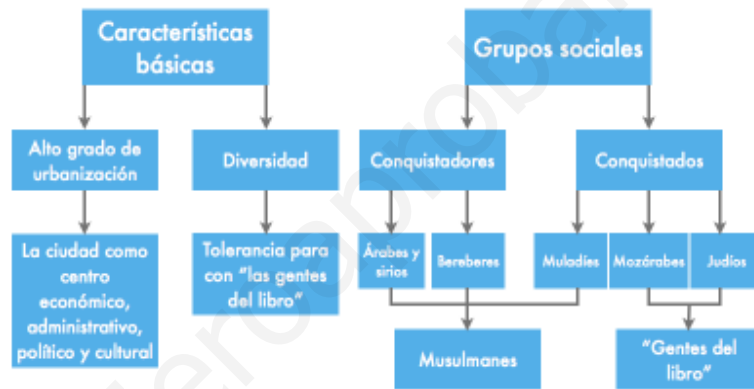 Características
básicas
Grupos sociales
Alto grado de
urbanización
Diversidad
Conquistadores
Conquistados
La ciudad como
centro
económico,
administrativo,
político y cultural
Tolerancia para
con "las gentes
del libro"
Árabes y
sirios
Bereberes
Muladíes
Mozárabes
Judíos
Musulmanes
"Gentes del
libro"